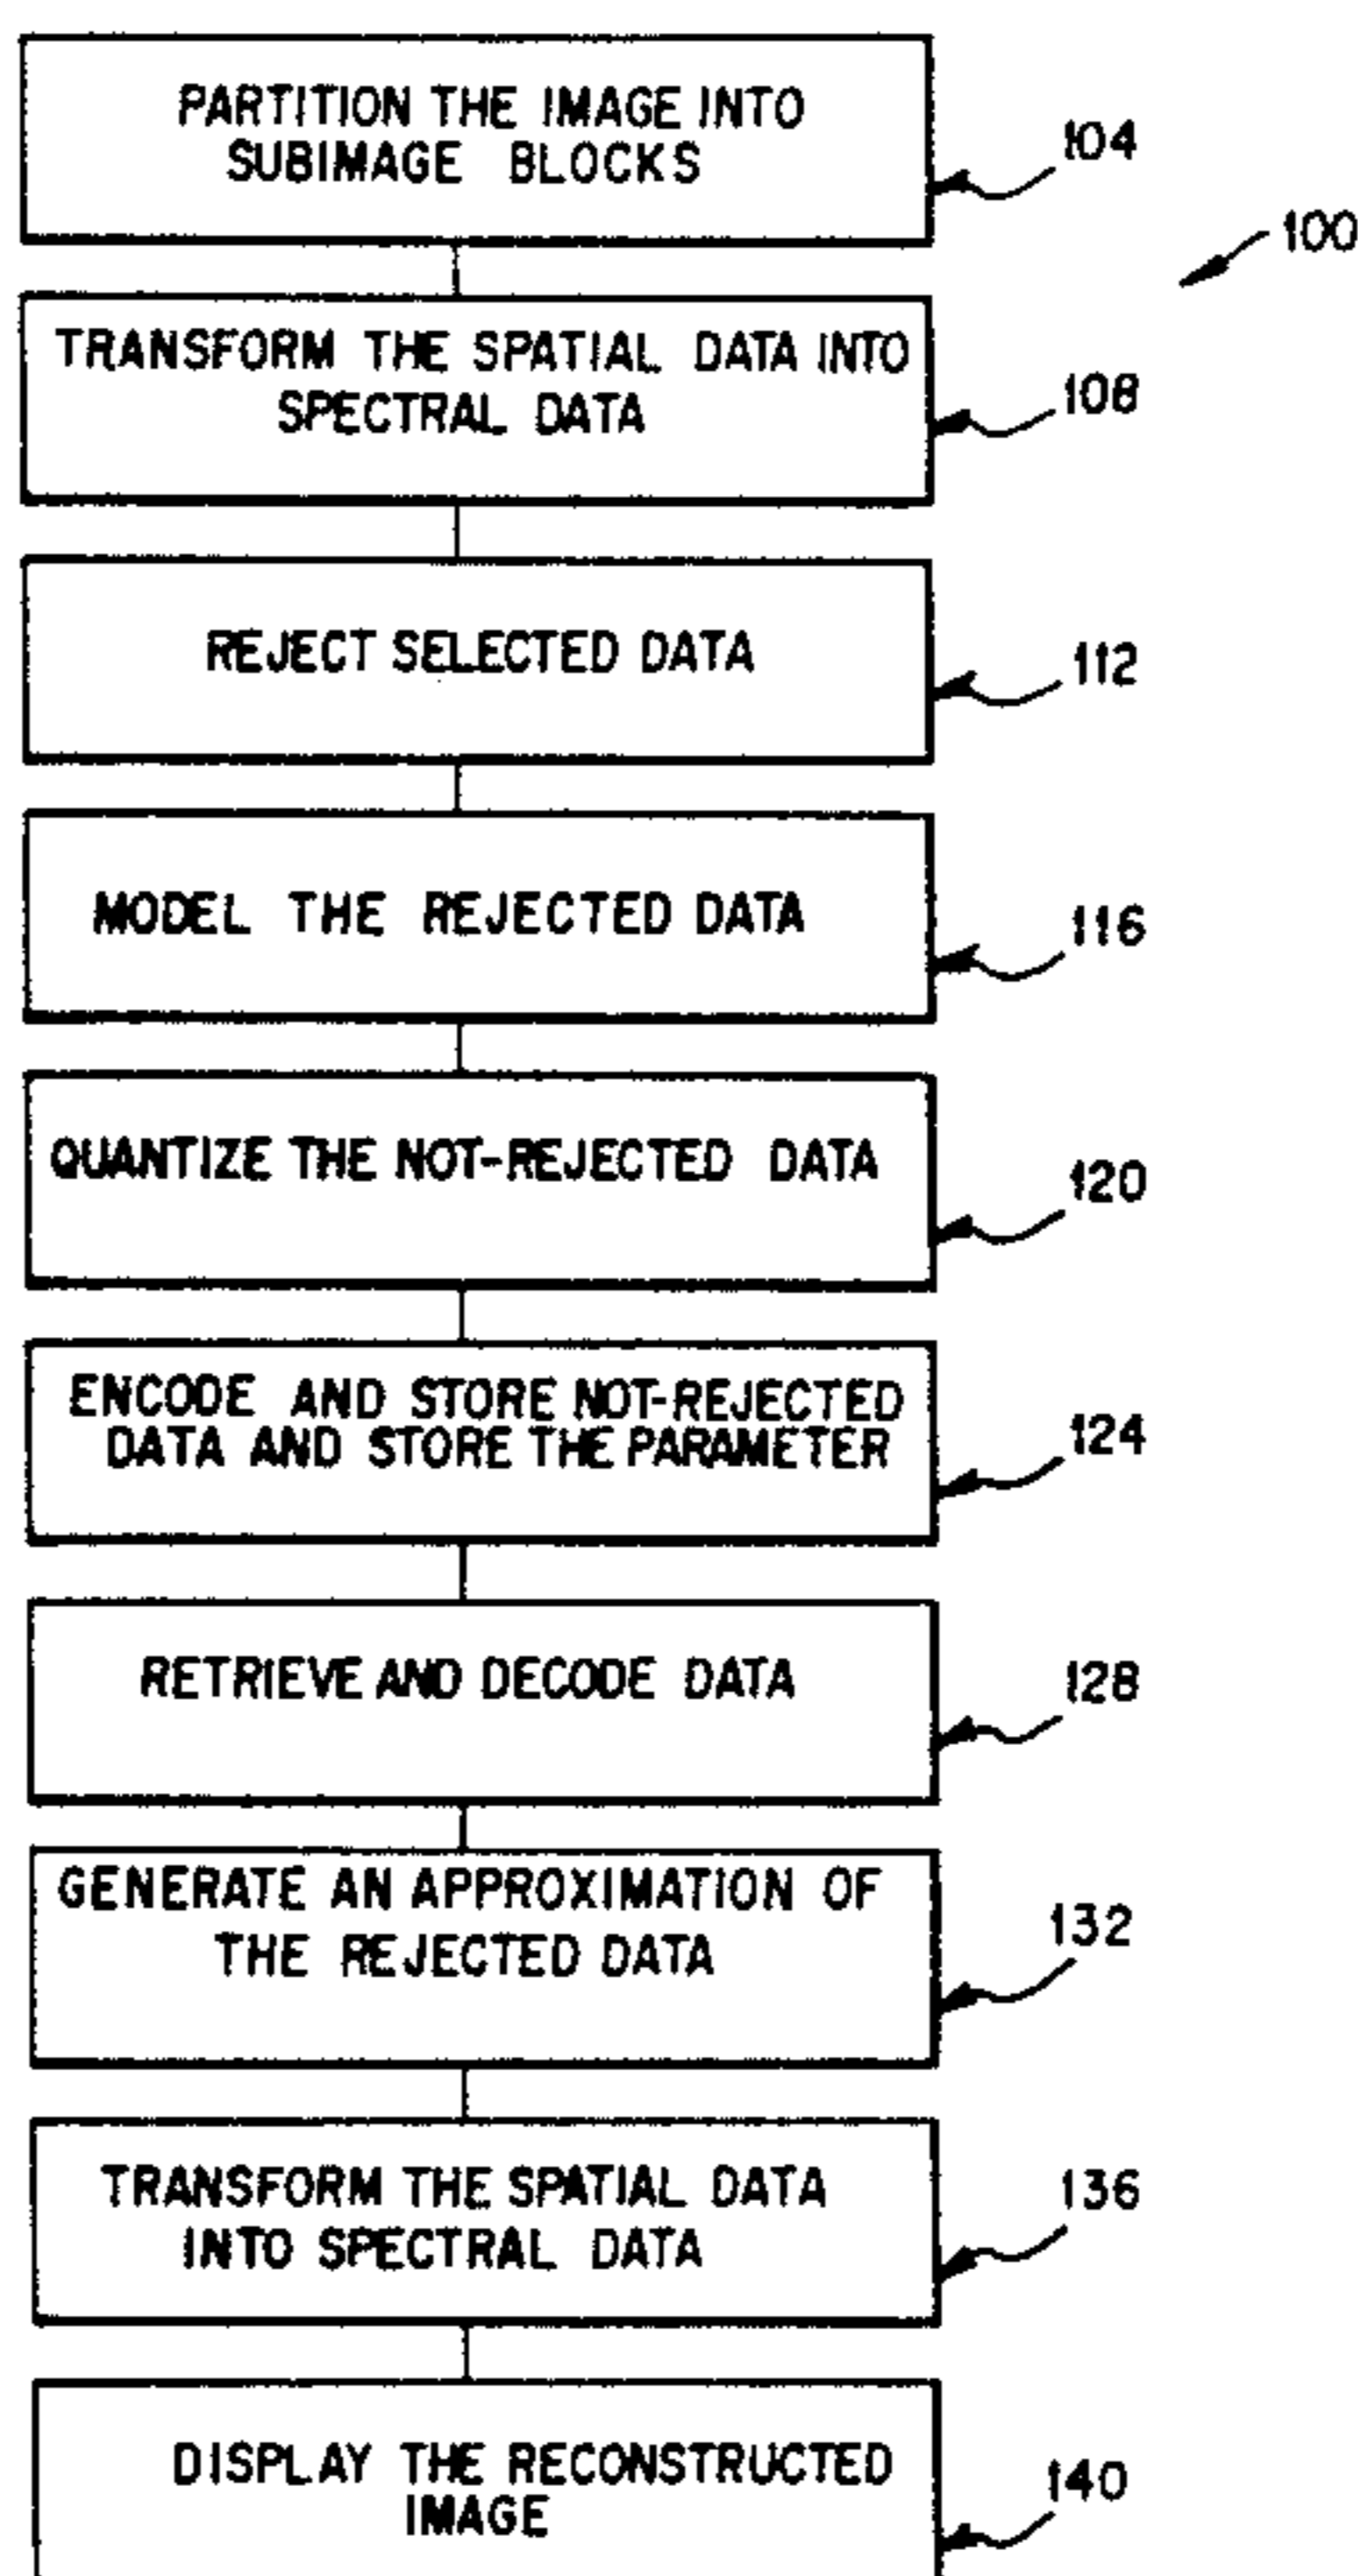 PARTITION THE IMAGE INTO
SUBIMAGE BLOCKS
104
100
TRANSFORM THE SPATIAL DATA INTO
SPECTRAL DATA
108
REJECT SELECTED DATA
112
MODEL THE REJECTED DATA
116
QUANTIZE THE NOT-REJECTED DATA
120
ENCODE AND STORE NOT-REJECTED
DATA AND STORE THE PARAMETER
124
RETRIEVE AND DECODE DATA
128
GENERATE AN APPROXIMATION OF
THE REJECTED DATA
132
TRANSFORM THE SPATIAL DATA
INTO SPECTRAL DATA
136
DISPLAY THE RECONSTRUCTED
IMAGE
140